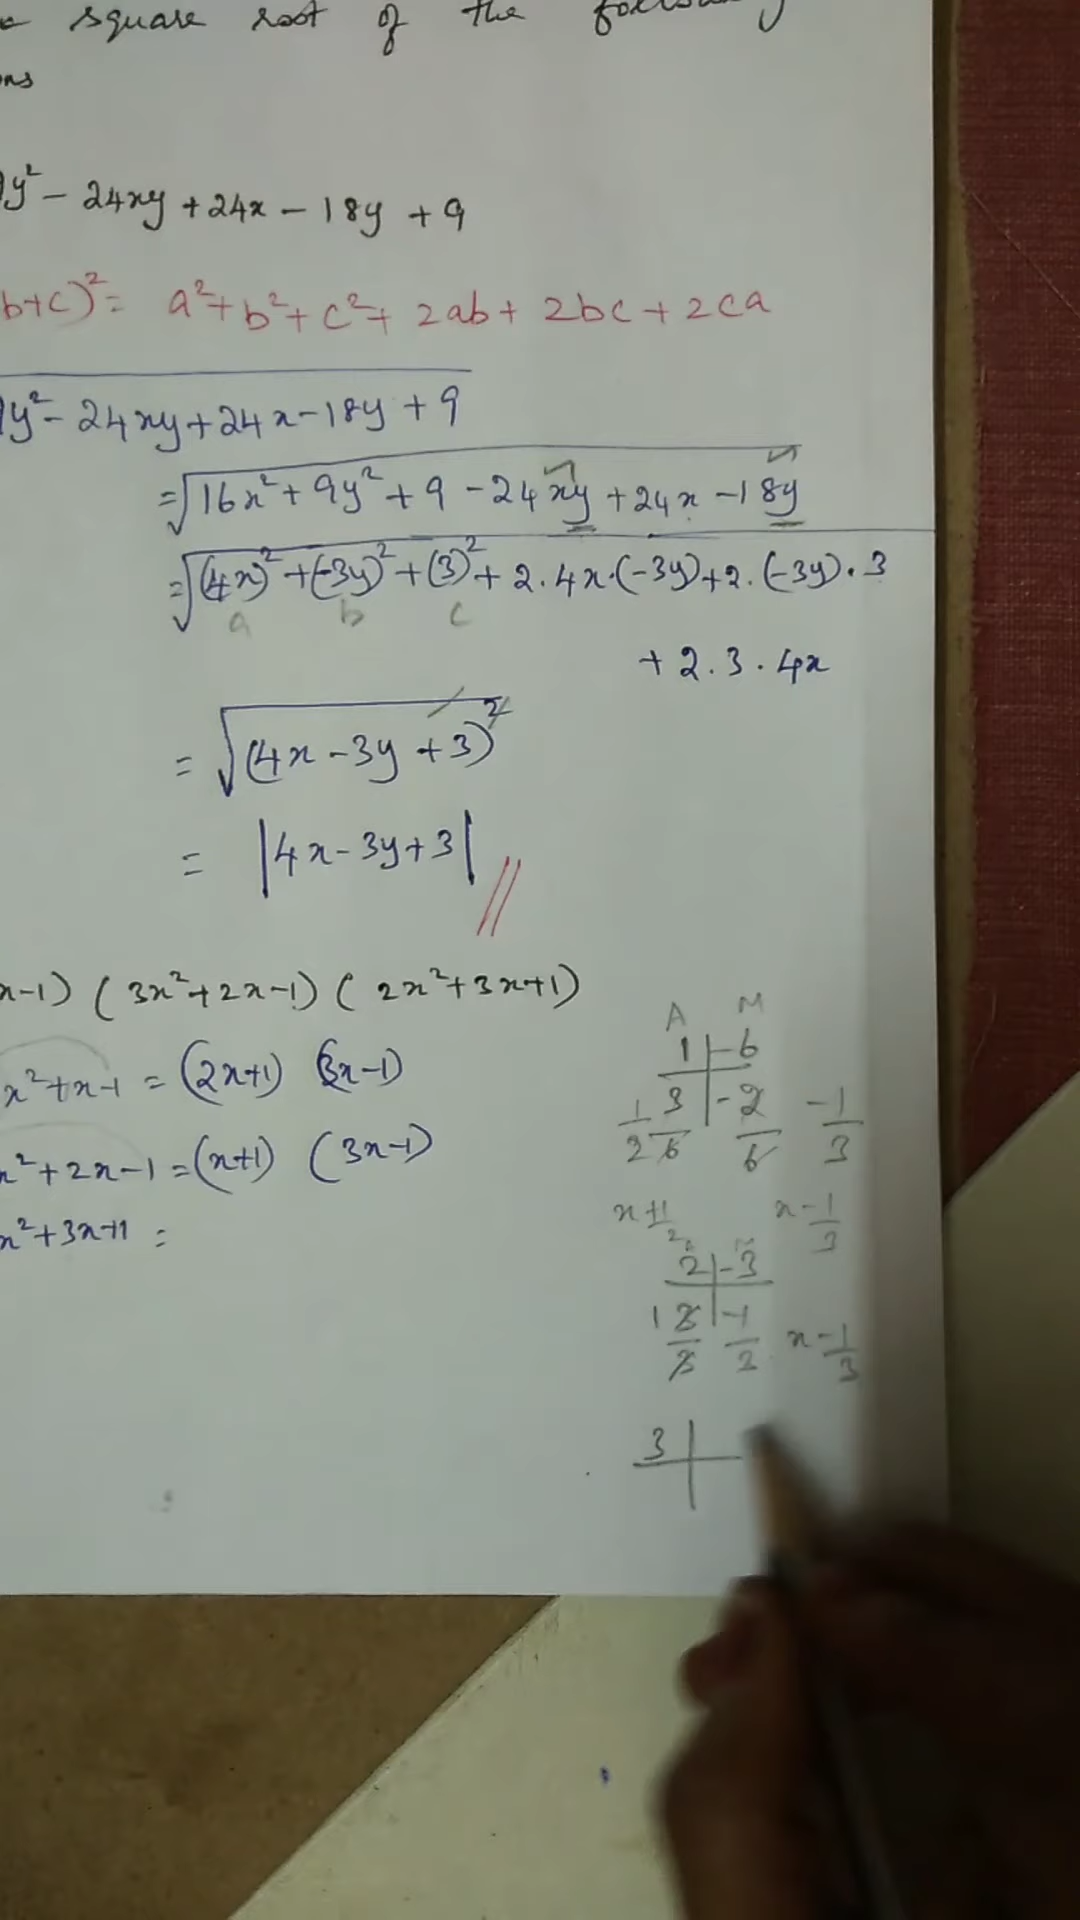 square root of the
y² - 24xy + 24x - 18y + 9
b+c)² = a² + b² + c² + 2ab + 2bc + 2ca
y² - 24xy + 24x - 18y + 9
= √16x² + 9y² + 9 - 24xy + 24x - 18y
= √(4x)² + (-3y)² + (3)² + 2.4x.(-3y) + 2.(-3y).3
a b c
+ 2.3.4x
= √(4x - 3y + 3)²
= |4x - 3y + 3|
x-1) (3x² + 2x - 1) (2x² + 3x + 1)
A M
1 -6
x² + x - 1 = (2x+1) (3x-1)
3 -2
1/2 6 6 -1/3
x² + 2x - 1 = (x+1) (3x-1)
x + 1/2 x - 1/3
x² + 3x + 1 =
2 -3
1 3/3 -1/3 x - 1/3
3